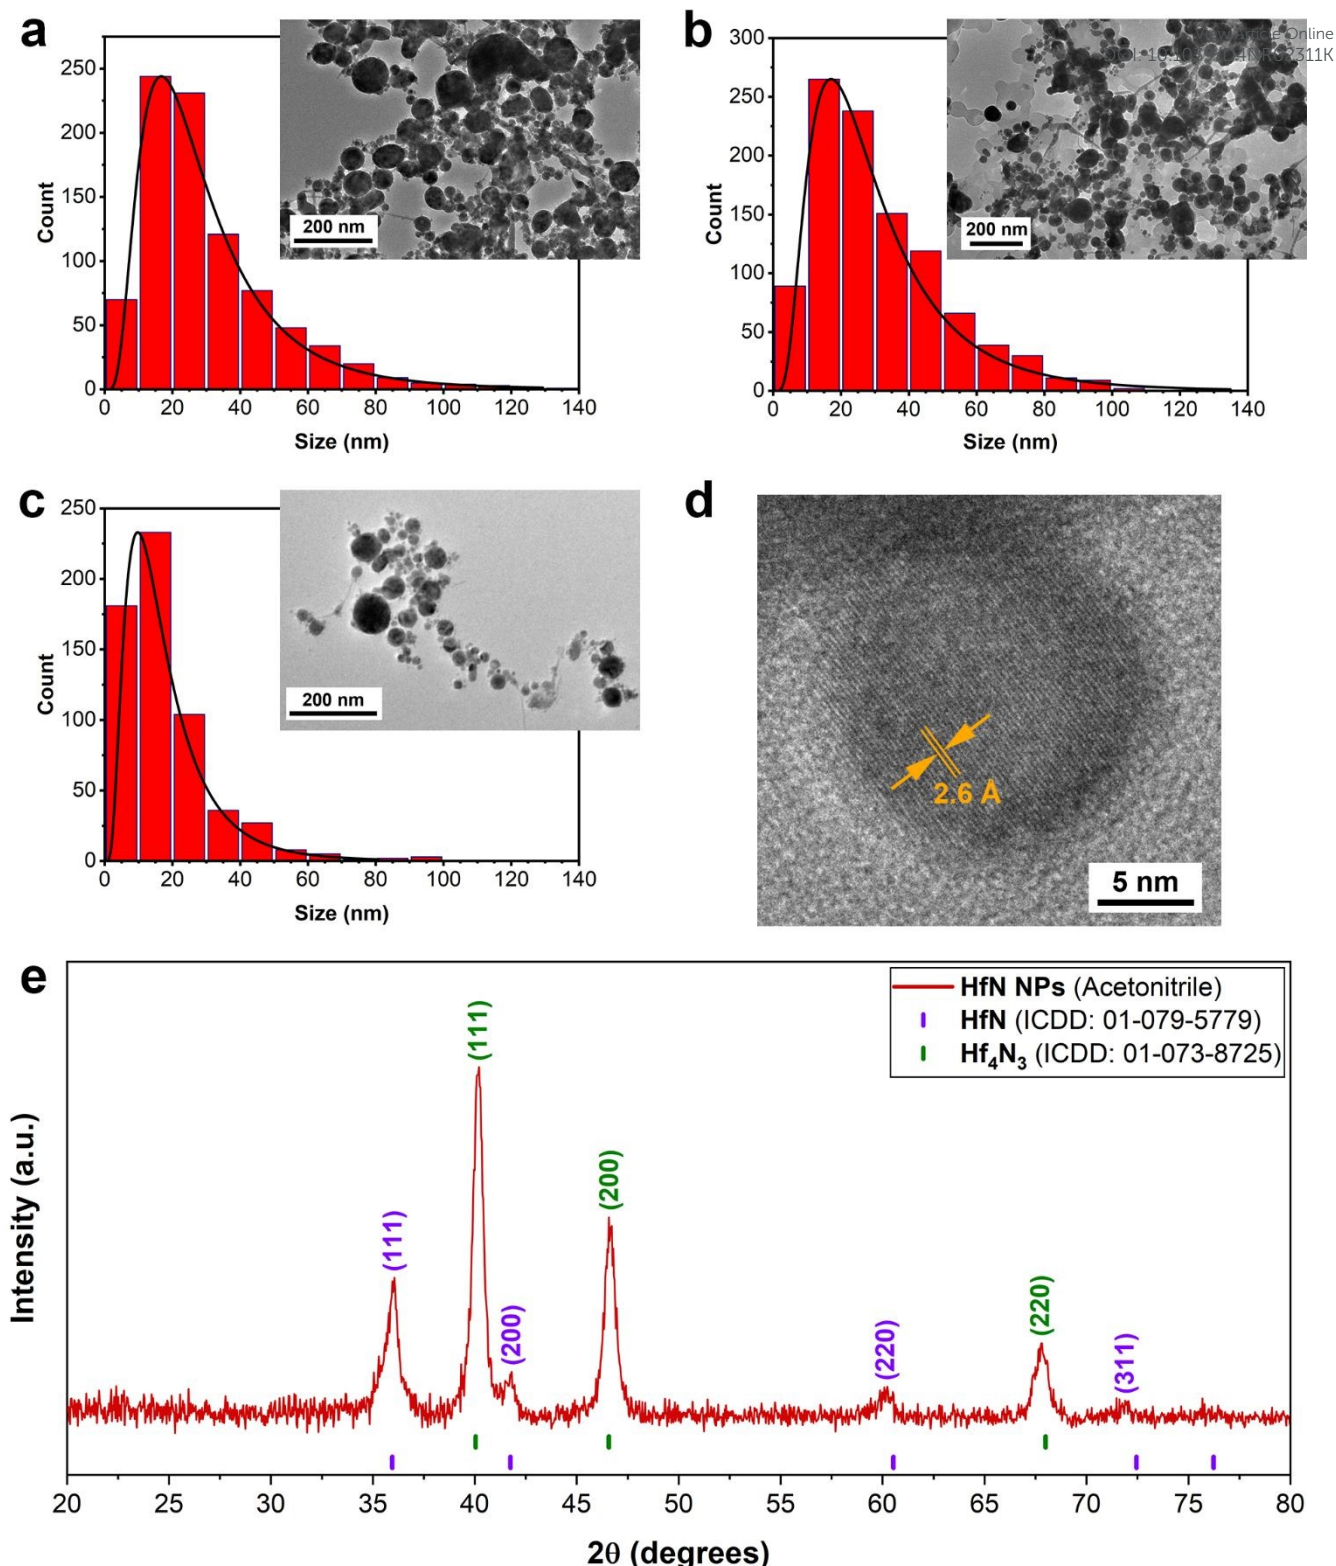 a
250
200
150
100
50
0
Count
0 20 40 60 80 100 120 140
Size (nm)
200 nm
b
300
250
200
150
100
50
0
Count
0 20 40 60 80 100 120 140
Size (nm)
200 nm
Online
c
250
200
150
100
50
0
Count
0 20 40 60 80 100 120 140
Size (nm)
200 nm
d
2.6 Å
5 nm
e
HfN NPs (Acetonitrile)
HfN (ICDD: 01-079-5779)
Hf₄N₃ (ICDD: 01-073-8725)
(111)
(111)
(200)
(200)
(220)
(220)
(311)
Intensity (a.u.)
20 25 30 35 40 45 50 55 60 65 70 75 80
2θ (degrees)